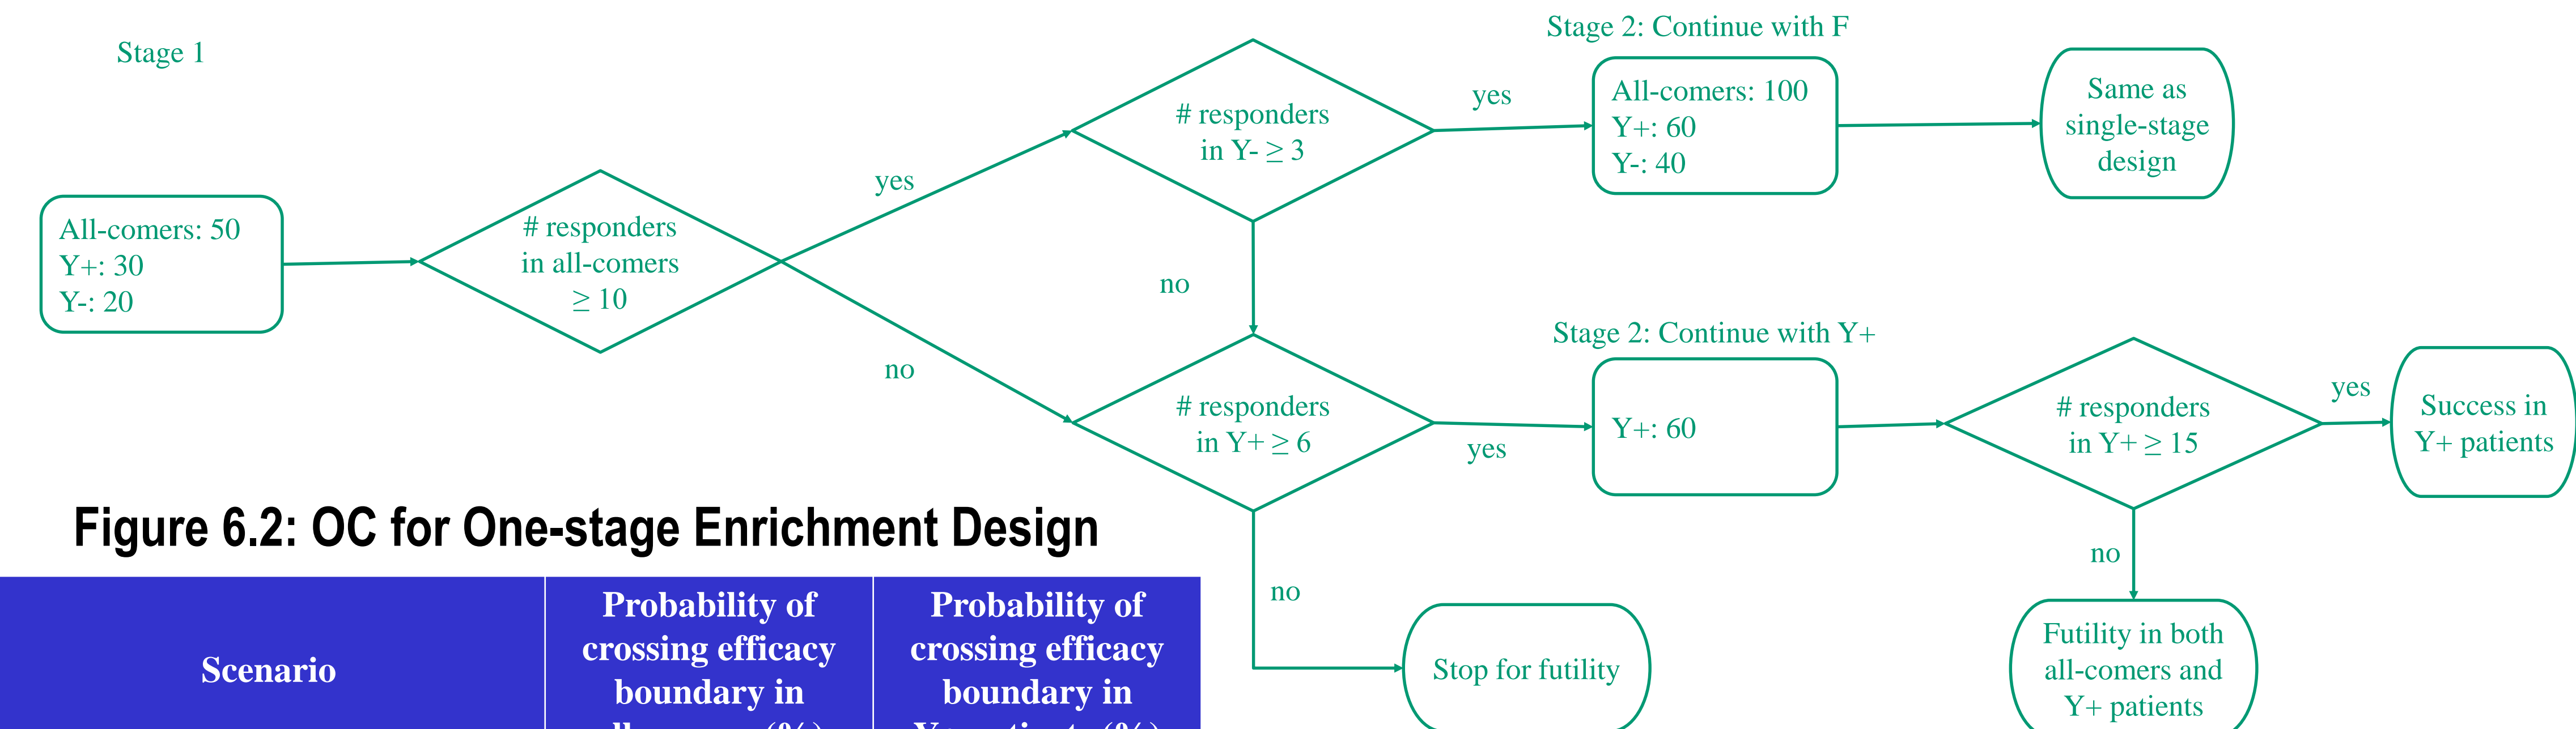 Stage 1
All-comers: 50
Y+: 30
Y-: 20
# responders
in all-comers
≥ 10
yes
no
# responders
in Y- ≥ 3
yes
no
Stage 2: Continue with F
All-comers: 100
Y+: 60
Y-: 40
Same as
single-stage
design
# responders
in Y+ ≥ 6
yes
no
Stage 2: Continue with Y+
Y+: 60
# responders
in Y+ ≥ 15
yes
no
Success in
Y+ patients
Stop for futility
Futility in both
all-comers and
Y+ patients
Figure 6.2: OC for One-stage Enrichment Design
Scenario
Probability of
crossing efficacy
boundary in
Probability of
crossing efficacy
boundary in